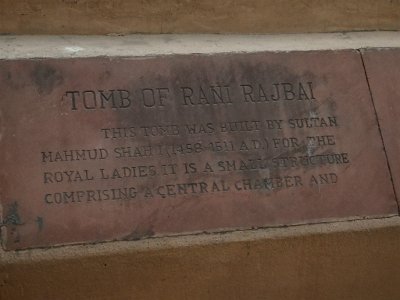 TOMB OF RANI RAJBAI
THIS TOMB WAS BUILT BY SULTAN
MAHMUD SHAH I (1458-1511 A.D.) FOR THE
ROYAL LADIES IT IS A SMALL STRUCTURE
COMPRISING A CENTRAL CHAMBER AND